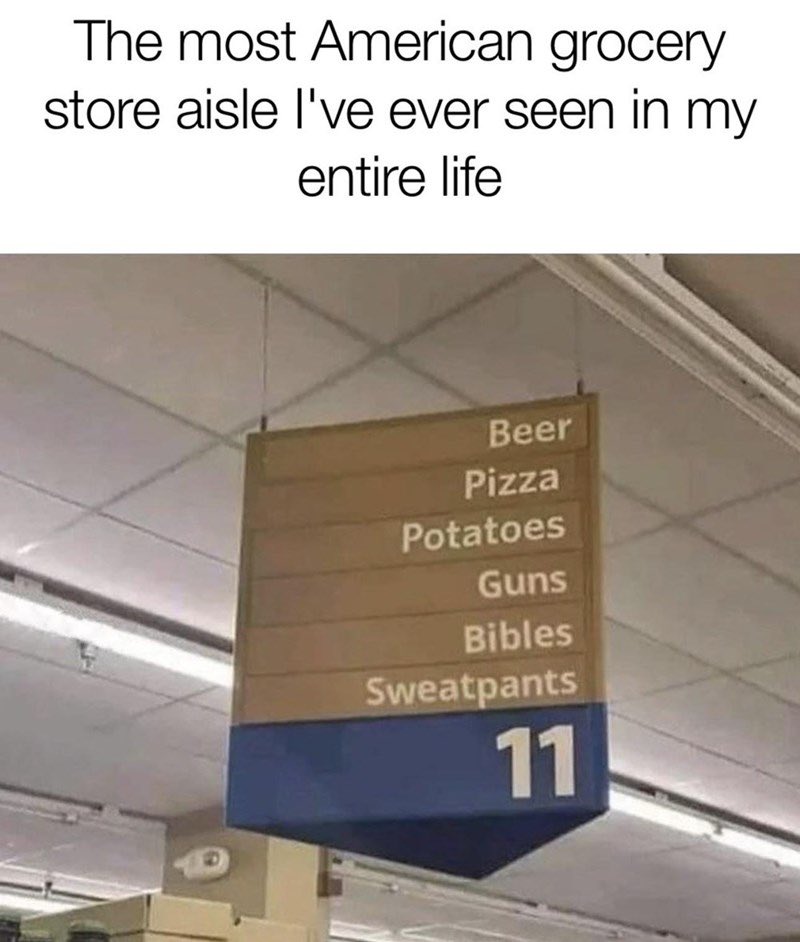 The most American grocery
store aisle I've ever seen in my
entire life
Beer
Pizza
Potatoes
Guns
Bibles
Sweatpants
11